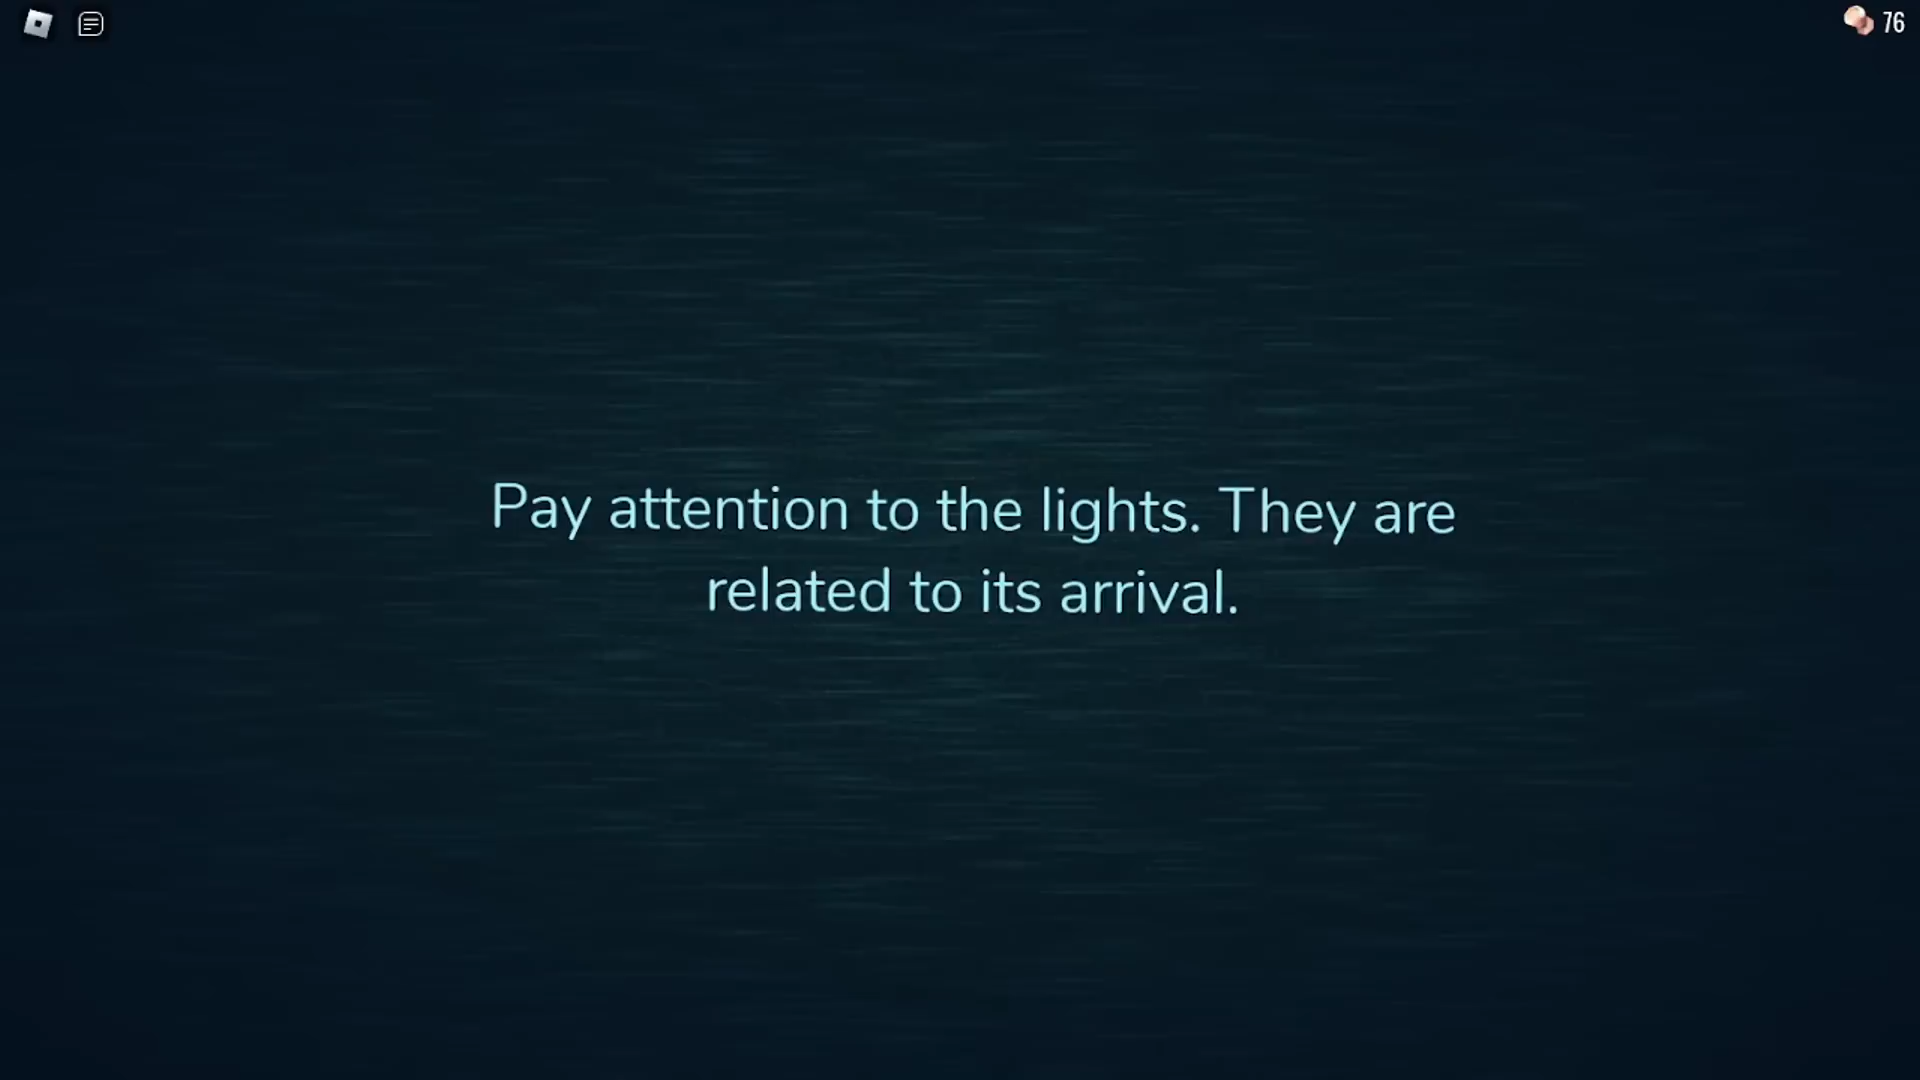 76
Pay attention to the lights. They are
related to its arrival.